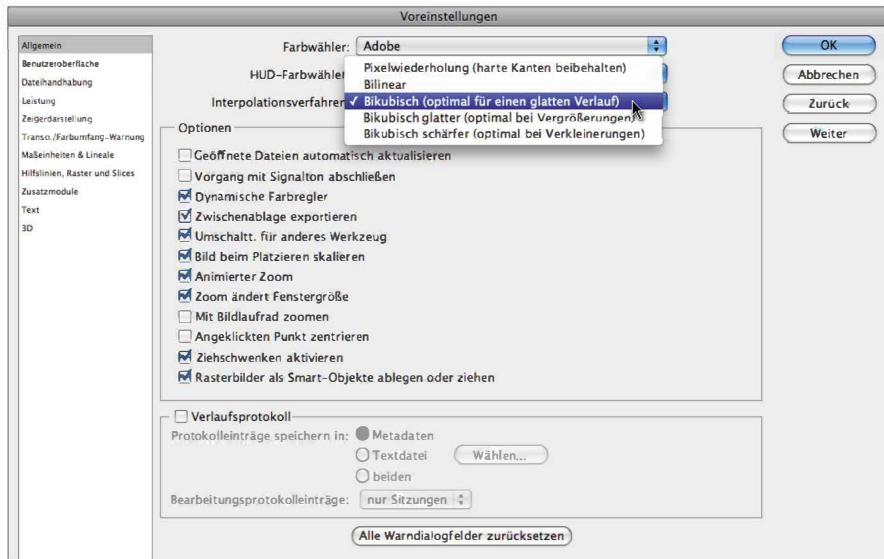 Voreinstellungen
Allgemein
Benutzeroberfläche
Dateihandhabung
Leistung
Zeigerdarstellung
Transp./Farbumfang-Warnung
Maßeinheiten & Lineale
Hilfslinien, Raster und Slices
Zusatzmodule
Text
3D
Farbwähler: Adobe
HUD-Farbwähler
Interpolationsverfahren
Pixelwiederholung (harte Kanten beibehalten)
Bilinear
✓ Bikubisch (optimal für einen glatten Verlauf)
Bikubisch glatter (optimal bei Vergrößerungen)
Bikubisch schärfer (optimal bei Verkleinerungen)
Optionen
Geöffnete Dateien automatisch aktualisieren
Vorgang mit Signalton abschließen
Dynamische Farbregler
Zwischenablage exportieren
Umschaltt. für anderes Werkzeug
Bild beim Platzieren skalieren
Animierter Zoom
Zoom ändert Fenstergröße
Mit Bildlaufrad zoomen
Angeklickten Punkt zentrieren
Ziehschwenken aktivieren
Rasterbilder als Smart-Objekte ablegen oder ziehen
Verlaufsprotokoll
Protokolleinträge speichern in: Metadaten
Textdatei Wählen...
beiden
Bearbeitungsprotokolleinträge: nur Sitzungen
Alle Warndialogfelder zurücksetzen
OK
Abbrechen
Zurück
Weiter